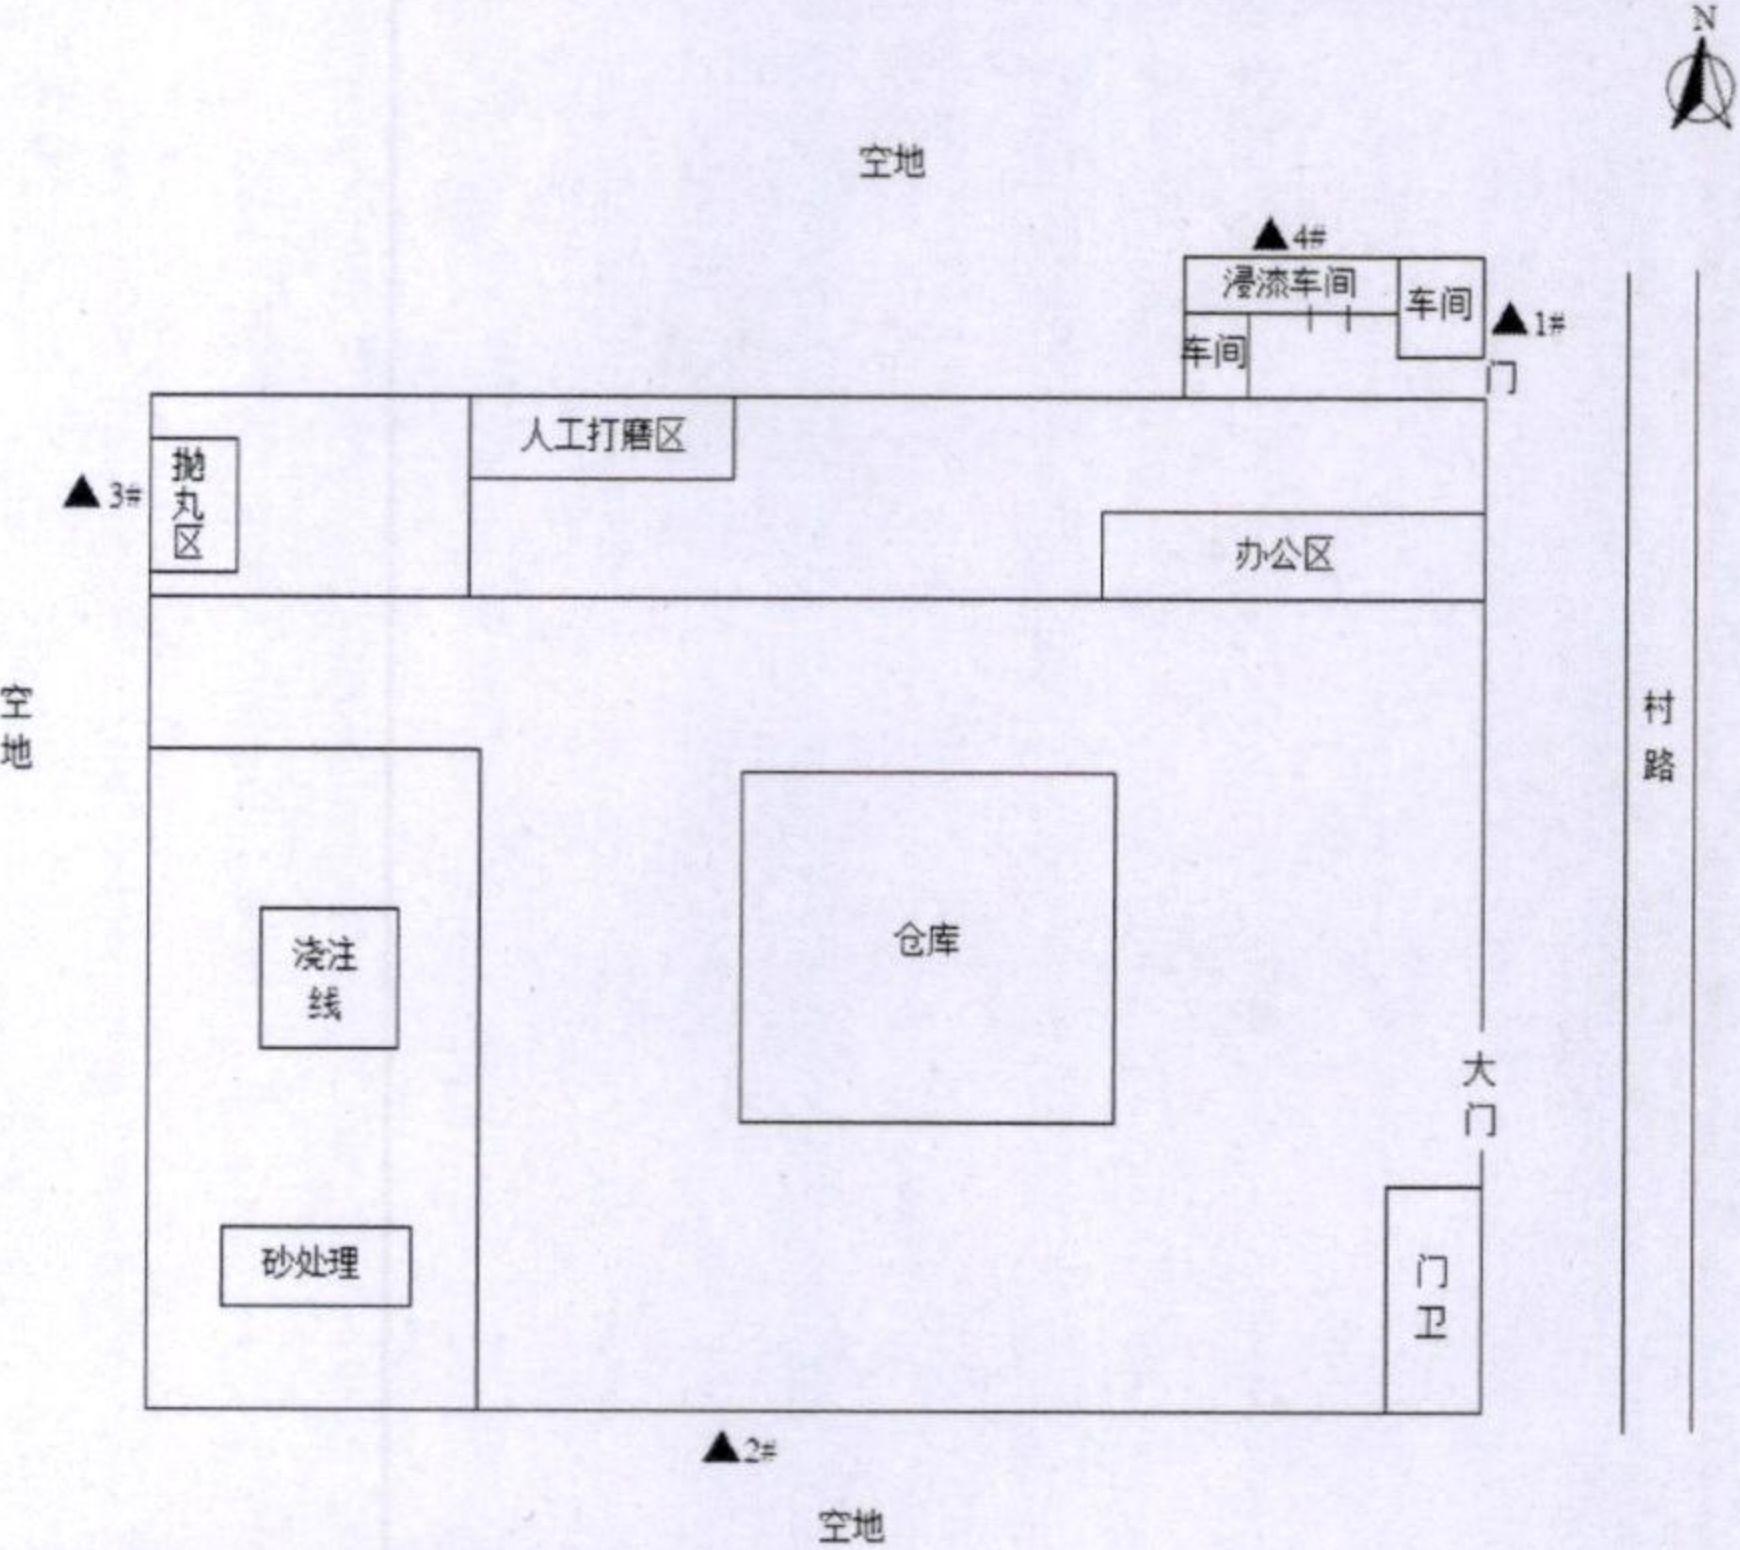 N
空地
▲4#
浸漆车间
车间
▲1#
车间
门
人工打磨区
抛丸区
▲3#
办公区
空地
村路
仓库
浇注
线
大门
砂处理
门卫
▲2#
空地